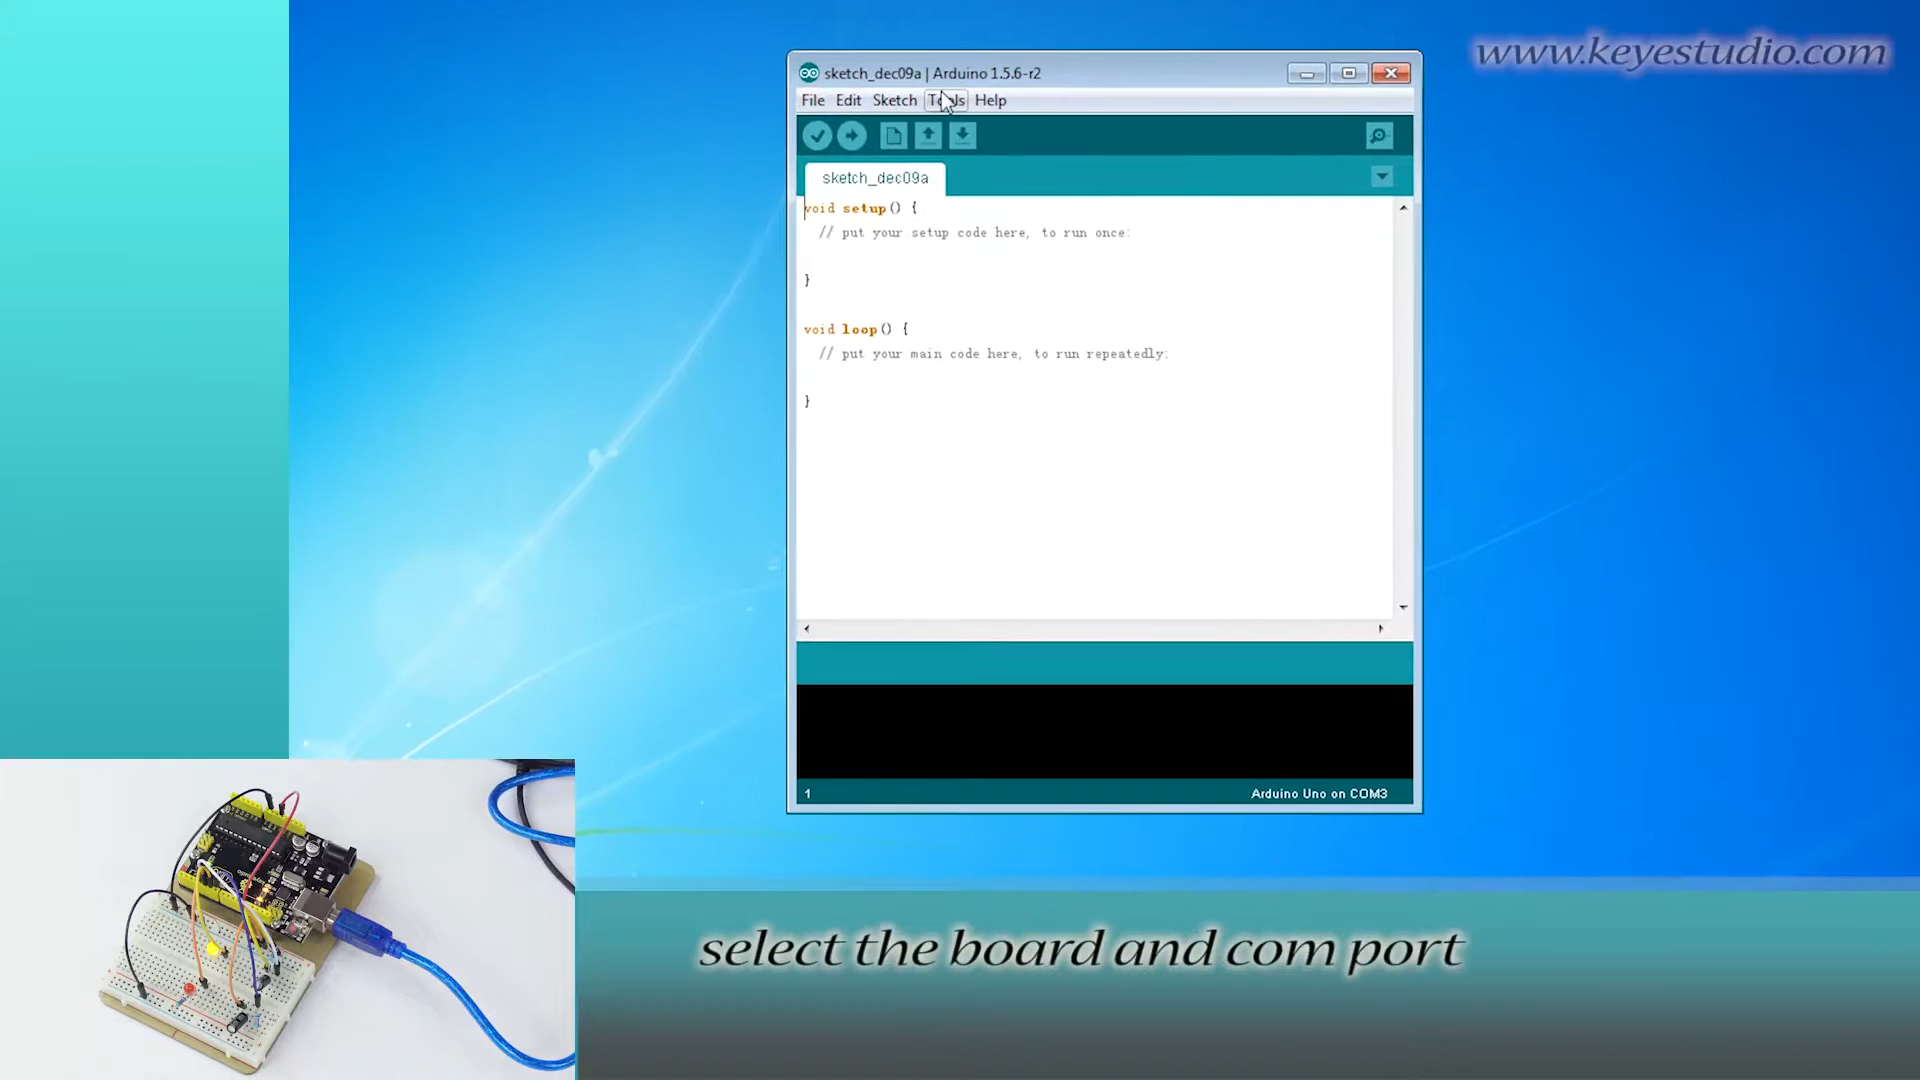 www.keyestudio.com
sketch_dec09a | Arduino 1.5.6-r2
File Edit Sketch Tools Help
sketch_dec09a
void setup() {
// put your setup code here, to run once:
}
void loop() {
// put your main code here, to run repeatedly:
}
1
Arduino Uno on COM3
select the board and com port